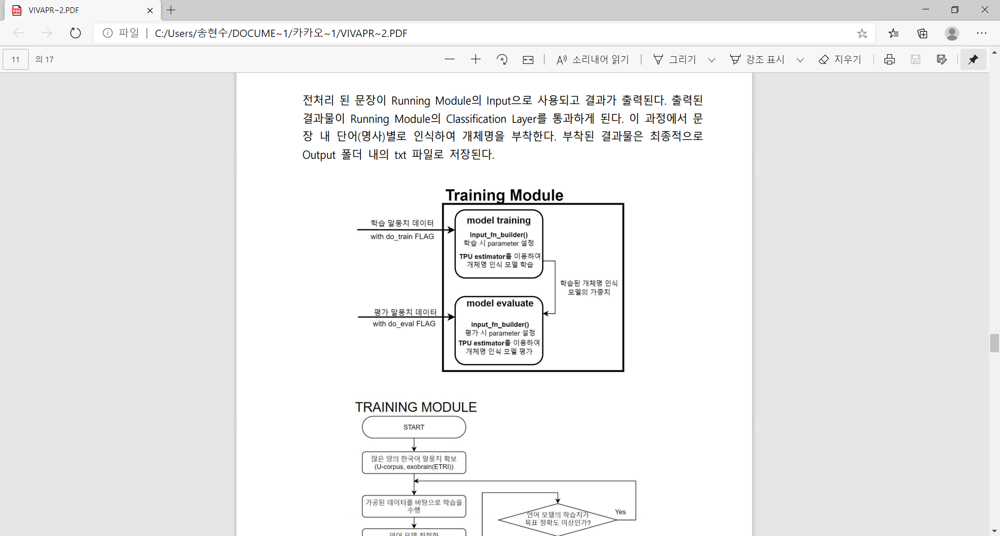 VIVAPR~2.PDF
파일 | C:/Users/송현수/DOCUME~1/카카오~1/VIVAPR~2.PDF
11 의 17
소리내어 읽기
그리기
강조 표시
지우기
전처리 된 문장이 Running Module의 Input으로 사용되고 결과가 출력된다. 출력된
결과물이 Running Module의 Classification Layer를 통과하게 된다. 이 과정에서 문
장 내 단어(명사)별로 인식하여 개체명을 부착한다. 부착된 결과물은 최종적으로
Output 폴더 내의 txt 파일로 저장된다.
Training Module
학습 말뭉치 데이터
with do_train FLAG
model training
input_fn_builder()
학습 시 parameter 설정
TPU estimator를 이용하여
개체명 인식 모델 학습
학습된 개체명 인식
모델의 가중치
평가 말뭉치 데이터
with do_eval FLAG
model evaluate
input_fn_builder()
평가 시 parameter 설정
TPU estimator를 이용하여
개체명 인식 모델 평가
TRAINING MODULE
START
많은 양의 한국어 말뭉치 확보
(U-corpus, exobrain(ETRI))
가공된 데이터를 바탕으로 학습을
수행
언어 모델의 학습치가
목표 정확도 이상인가?
Yes
언어 모델 최적화